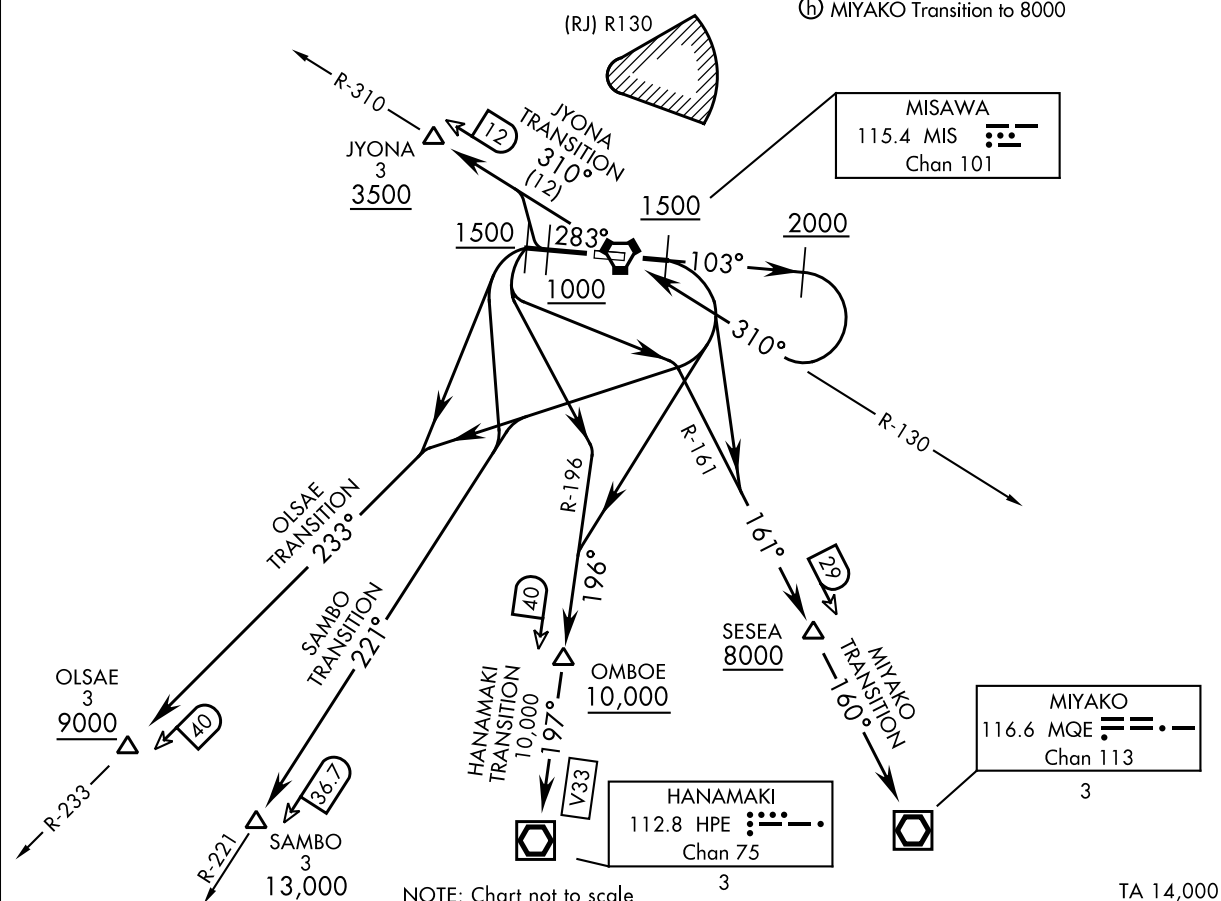 ⓗ MIYAKO Transition to 8000
(RJ) R130
R-310
12
JYONA
TRANSITION
310°
(12)
JYONA
3
3500
MISAWA
115.4 MIS
Chan 101
1500
2000
1500
283°
103°
1000
310°
R-130
R-161
R-196
OLSAE
TRANSITION
233°
161°
196°
29
40
SAMBO
TRANSITION
221°
SESEA
8000
MIYAKO
TRANSITION
160°
OLSAE
3
9000
40
OMBOE
10,000
HANAMAKI
TRANSITION
10,000
197°
MIYAKO
116.6 MQE
Chan 113
3
V33
36.7
R-233
HANAMAKI
112.8 HPE
Chan 75
3
SAMBO
3
13,000
R-221
NOTE: Chart not to scale
TA 14,000